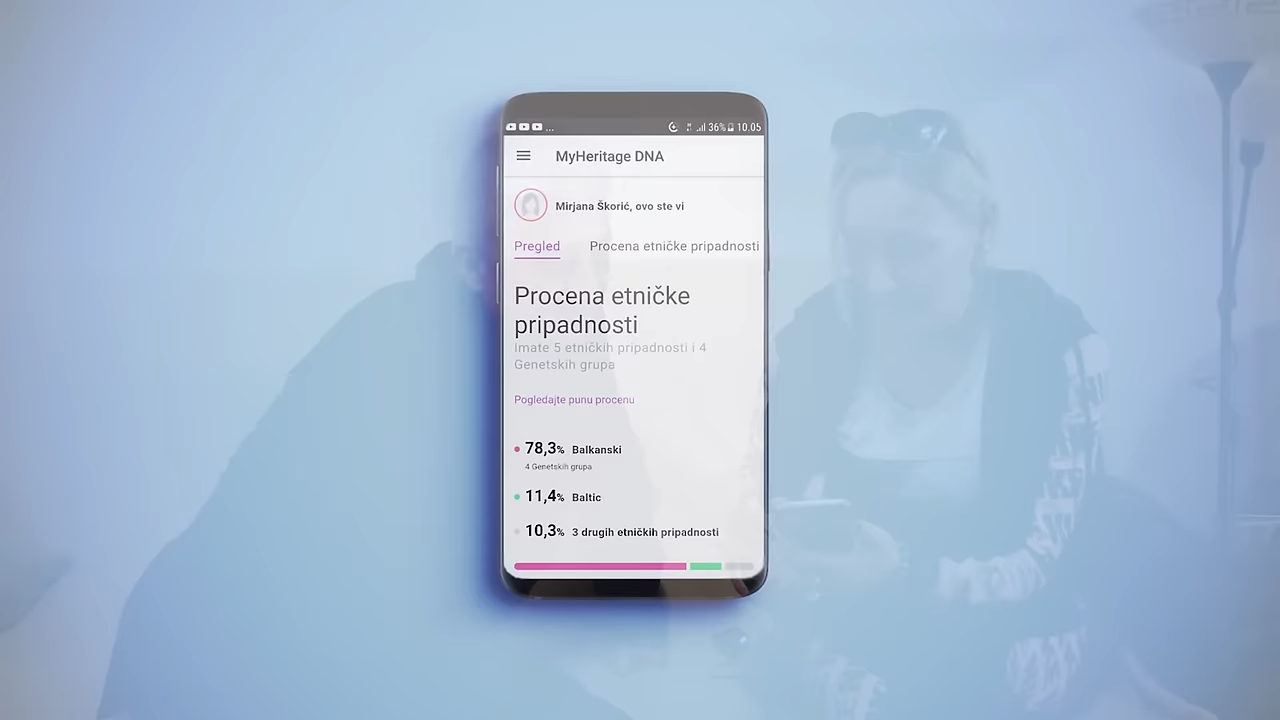 ... 36% 10.05
MyHeritage DNA
Mirjana Škorić, ovo ste vi
Pregled Procena etničke pripadnosti
Procena etničke
pripadnosti
Imate 5 etničkih pripadnosti i 4
Genetskih grupa
Pogledajte punu procenu
78,3% Balkanski
4 Genetskih grupa
11,4% Baltic
10,3% 3 drugih etničkih pripadnosti